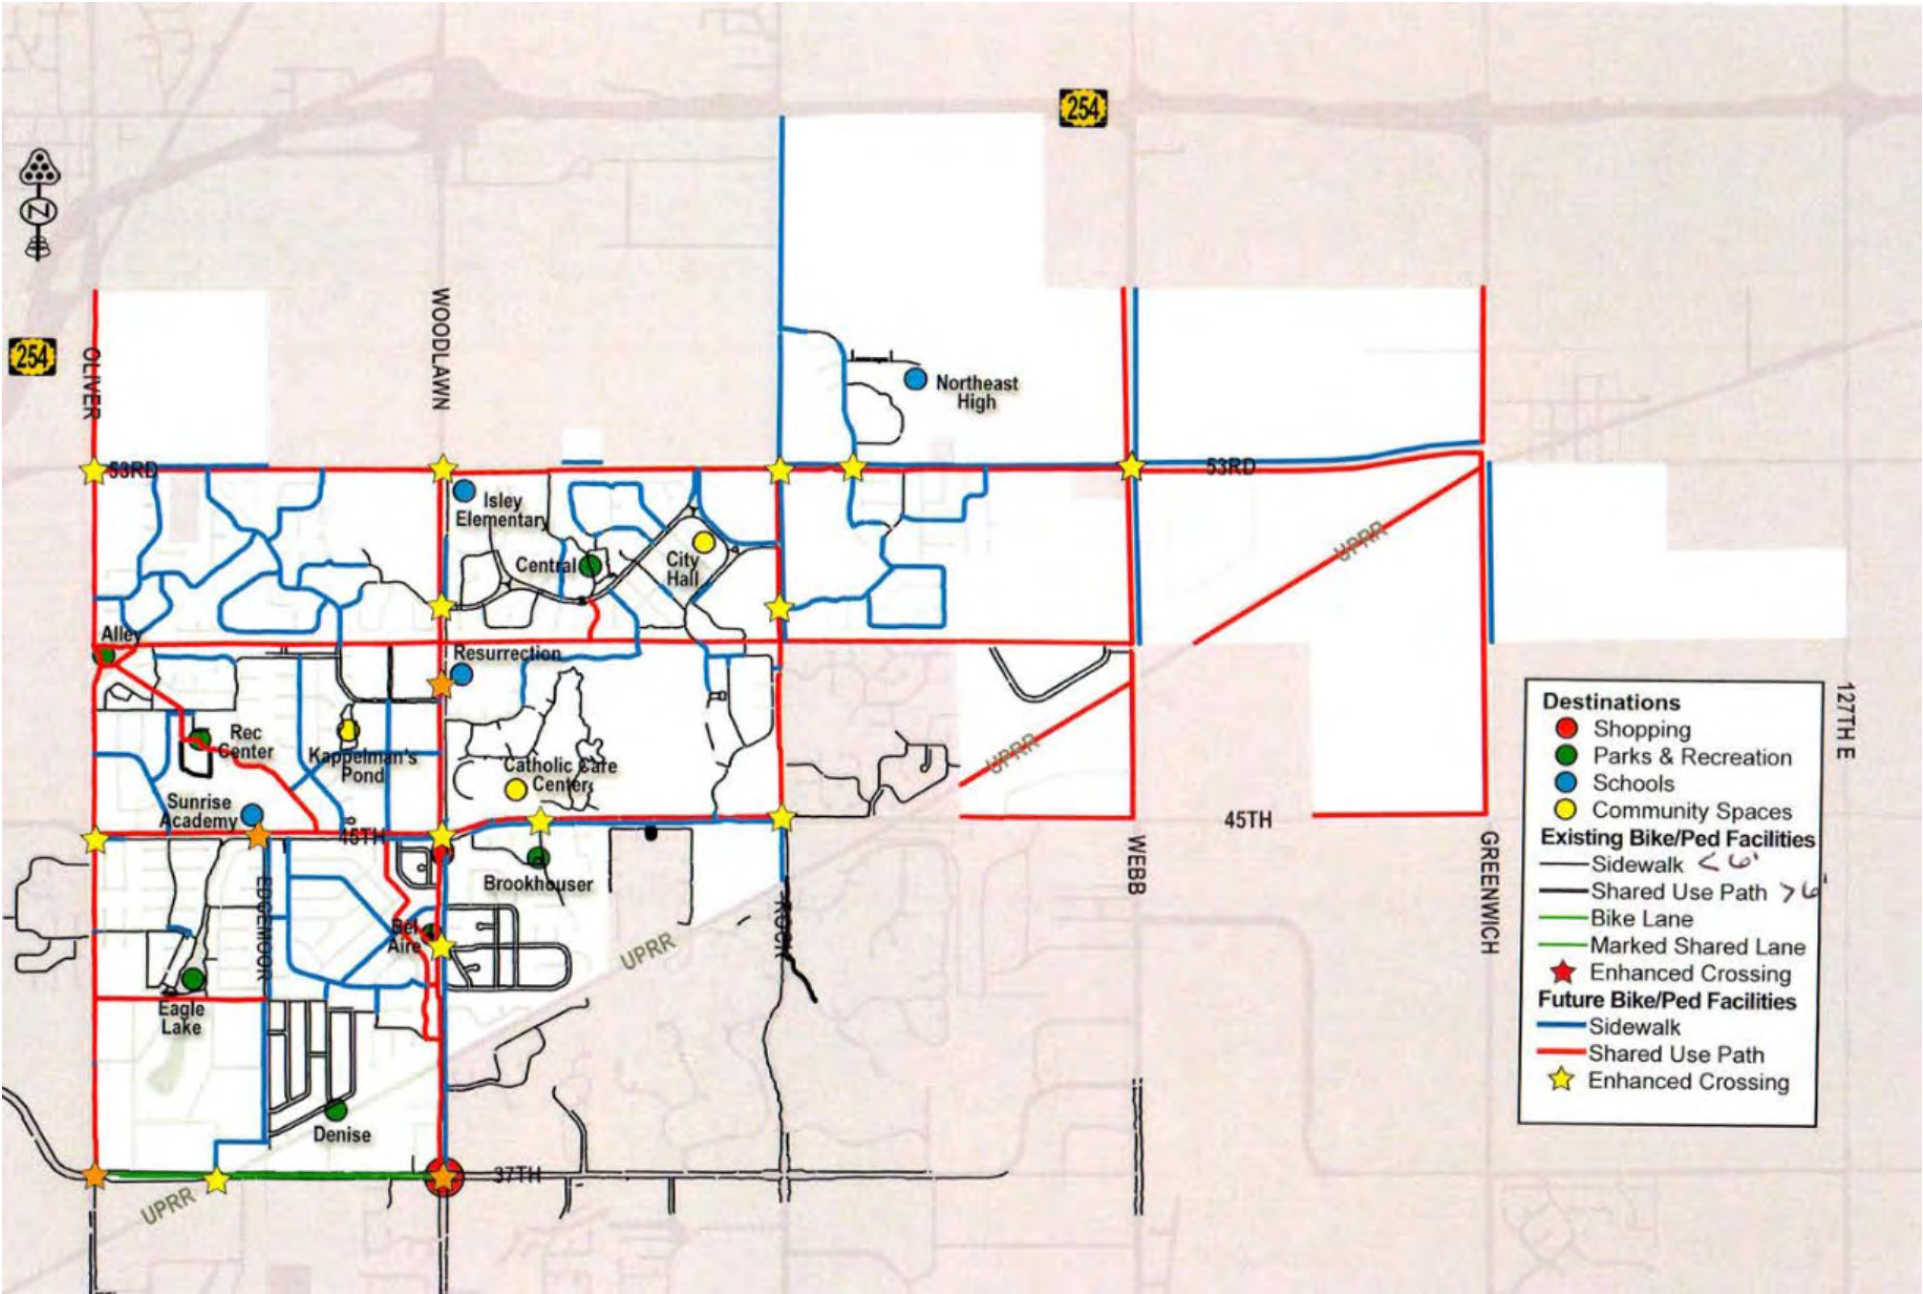 254
254
OLIVER
WOODLAWN
Northeast
High
53RD
53RD
Isley
Elementary
Central
City
Hall
UPRR
Alley
Resurrection
Rec
Center
Kappelman's
Pond
Catholic Care
Center
UPRR
Sunrise
Academy
45TH
45TH
Brookhouser
EDGEMOOR
Bel
Aire
ROCK
WEBB
GREENWICH
127TH E
UPRR
Eagle
Lake
Denise
37TH
UPRR
Destinations
Shopping
Parks & Recreation
Schools
Community Spaces
Existing Bike/Ped Facilities
Sidewalk < 6'
Shared Use Path > 6'
Bike Lane
Marked Shared Lane
Enhanced Crossing
Future Bike/Ped Facilities
Sidewalk
Shared Use Path
Enhanced Crossing